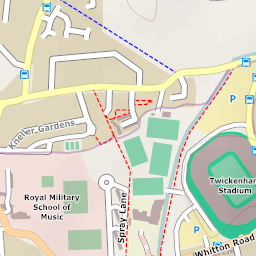 P
Kneller Gardens
P
Twickenham
Stadium
Royal Military
School of
Music
Spray Lane
Whitton Road
P